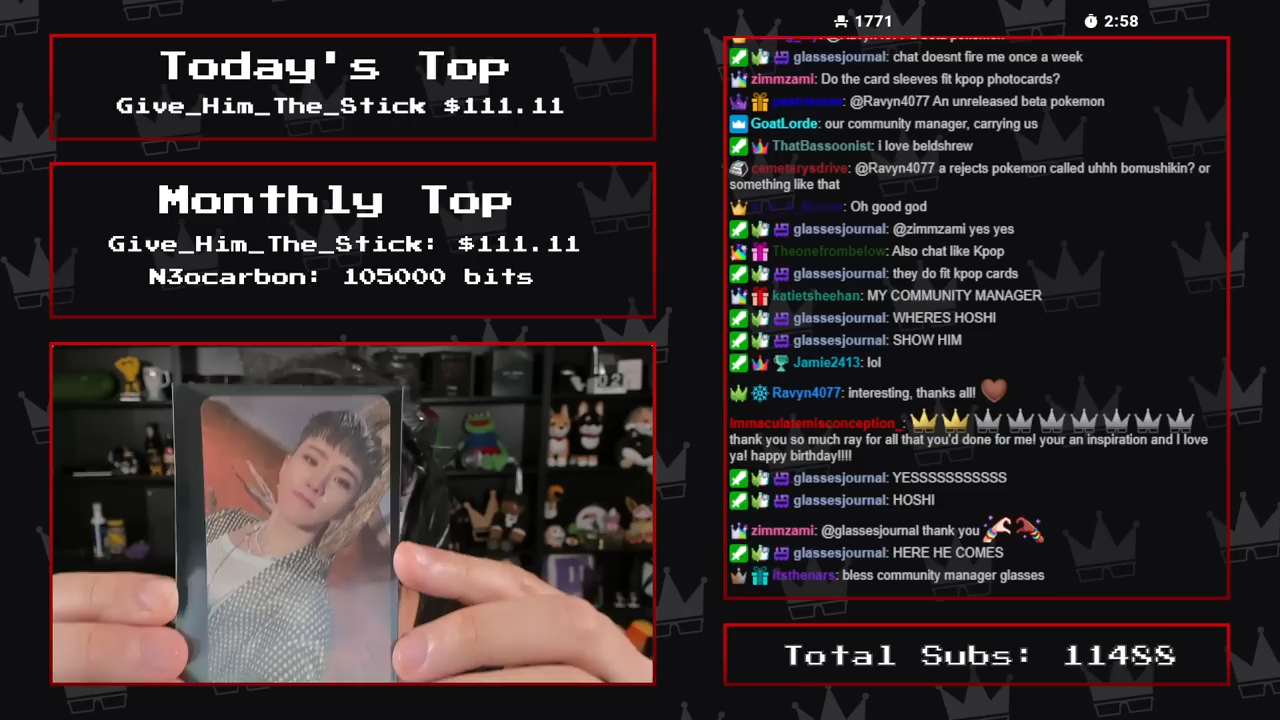 1771
2:58
Today's Top
Give_Him_The_Stick $111.11
Monthly Top
Give_Him_The_Stick: $111.11
N3ocarbon: 105000 bits
glassesjournal: chat doesnt fire me once a week
zimmzami: Do the card sleeves fit kpop photocards?
@Ravyn4077 An unreleased beta pokemon
GoatLorde: our community manager, carrying us
ThatBassoonist: i love beldshrew
cemeterysdrive: @Ravyn4077 a rejects pokemon called uhhh bomushikin? or
something like that
Oh good god
glassesjournal: @zimmzami yes yes
Theonefrombelow: Also chat like Kpop
glassesjournal: they do fit kpop cards
katietsheehan: MY COMMUNITY MANAGER
glassesjournal: WHERES HOSHI
glassesjournal: SHOW HIM
Jamie2413: lol
Ravyn4077: interesting, thanks all!
Immaculatemisconception_:
thank you so much ray for all that you'd done for me! your an inspiration and I love
ya! happy birthday!!!!
glassesjournal: YESSSSSSSSSS
glassesjournal: HOSHI
zimmzami: @glassesjournal thank you
glassesjournal: HERE HE COMES
itsthenars: bless community manager glasses
Total Subs: 11488